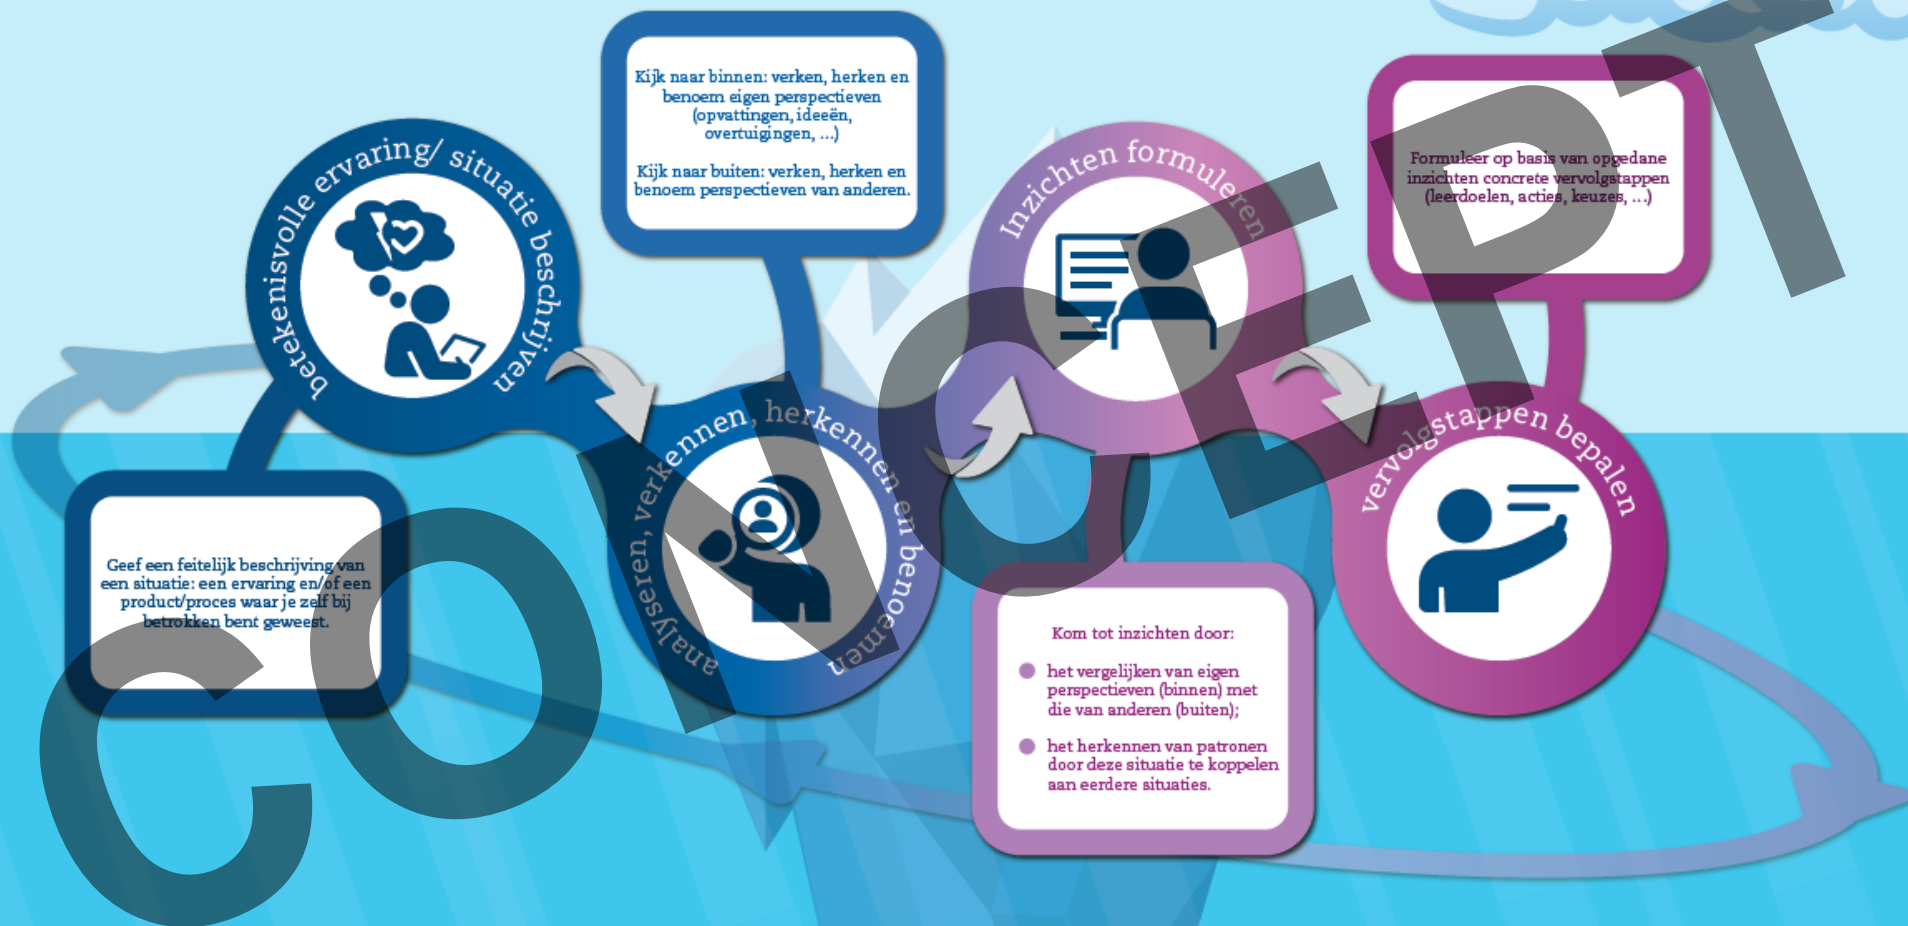 betekenisvolle ervaring/ situatie beschrijven
Geef een feitelijk beschrijving van
een situatie: een ervaring en/of een
product/proces waar je zelf bij
betrokken bent geweest.
Kijk naar binnen: verken, herken en
benoem eigen perspectieven
(opvattingen, ideeën,
overtuigingen, ...)
Kijk naar buiten: verken, herken en
benoem perspectieven van anderen.
analyseren, verkennen, herkennen en benoemen
Inzichten formuleren
Kom tot inzichten door:
het vergelijken van eigen
perspectieven (binnen) met
die van anderen (buiten);
het herkennen van patronen
door deze situatie te koppelen
aan eerdere situaties.
Formuleer op basis van opgedane
inzichten concrete vervolgstappen
(leerdoelen, acties, keuzes, ...)
vervolgstappen bepalen
CONCEPT